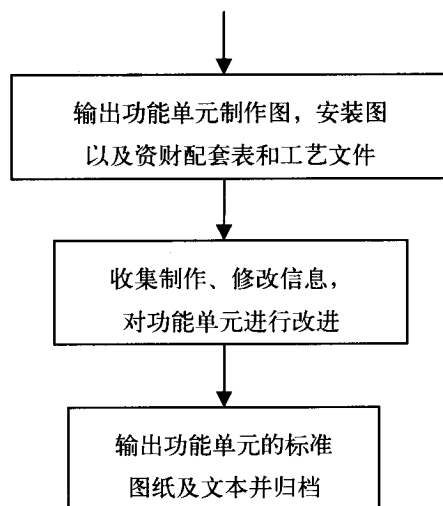 输出功能单元制作图，安装图
以及资财配套表和工艺文件
收集制作、修改信息，
对功能单元进行改进
输出功能单元的标准
图纸及文本并归档